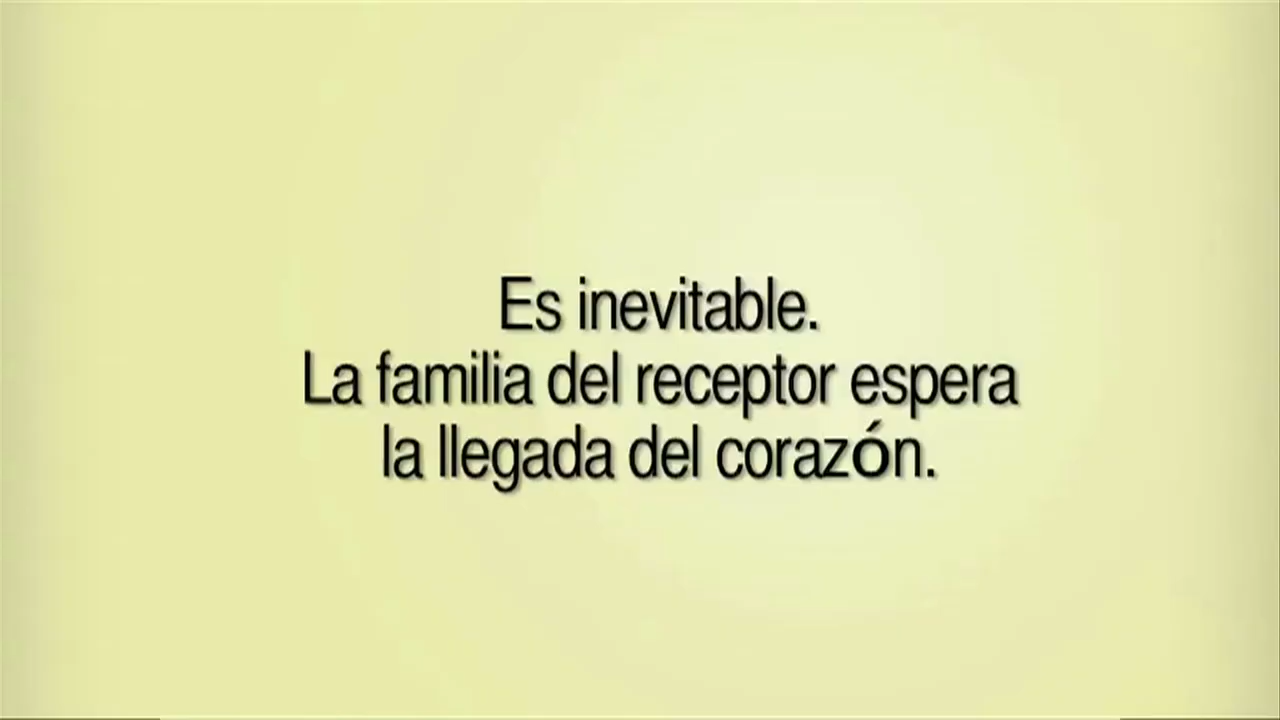 Es inevitable.
La familia del receptor espera
la llegada del corazón.